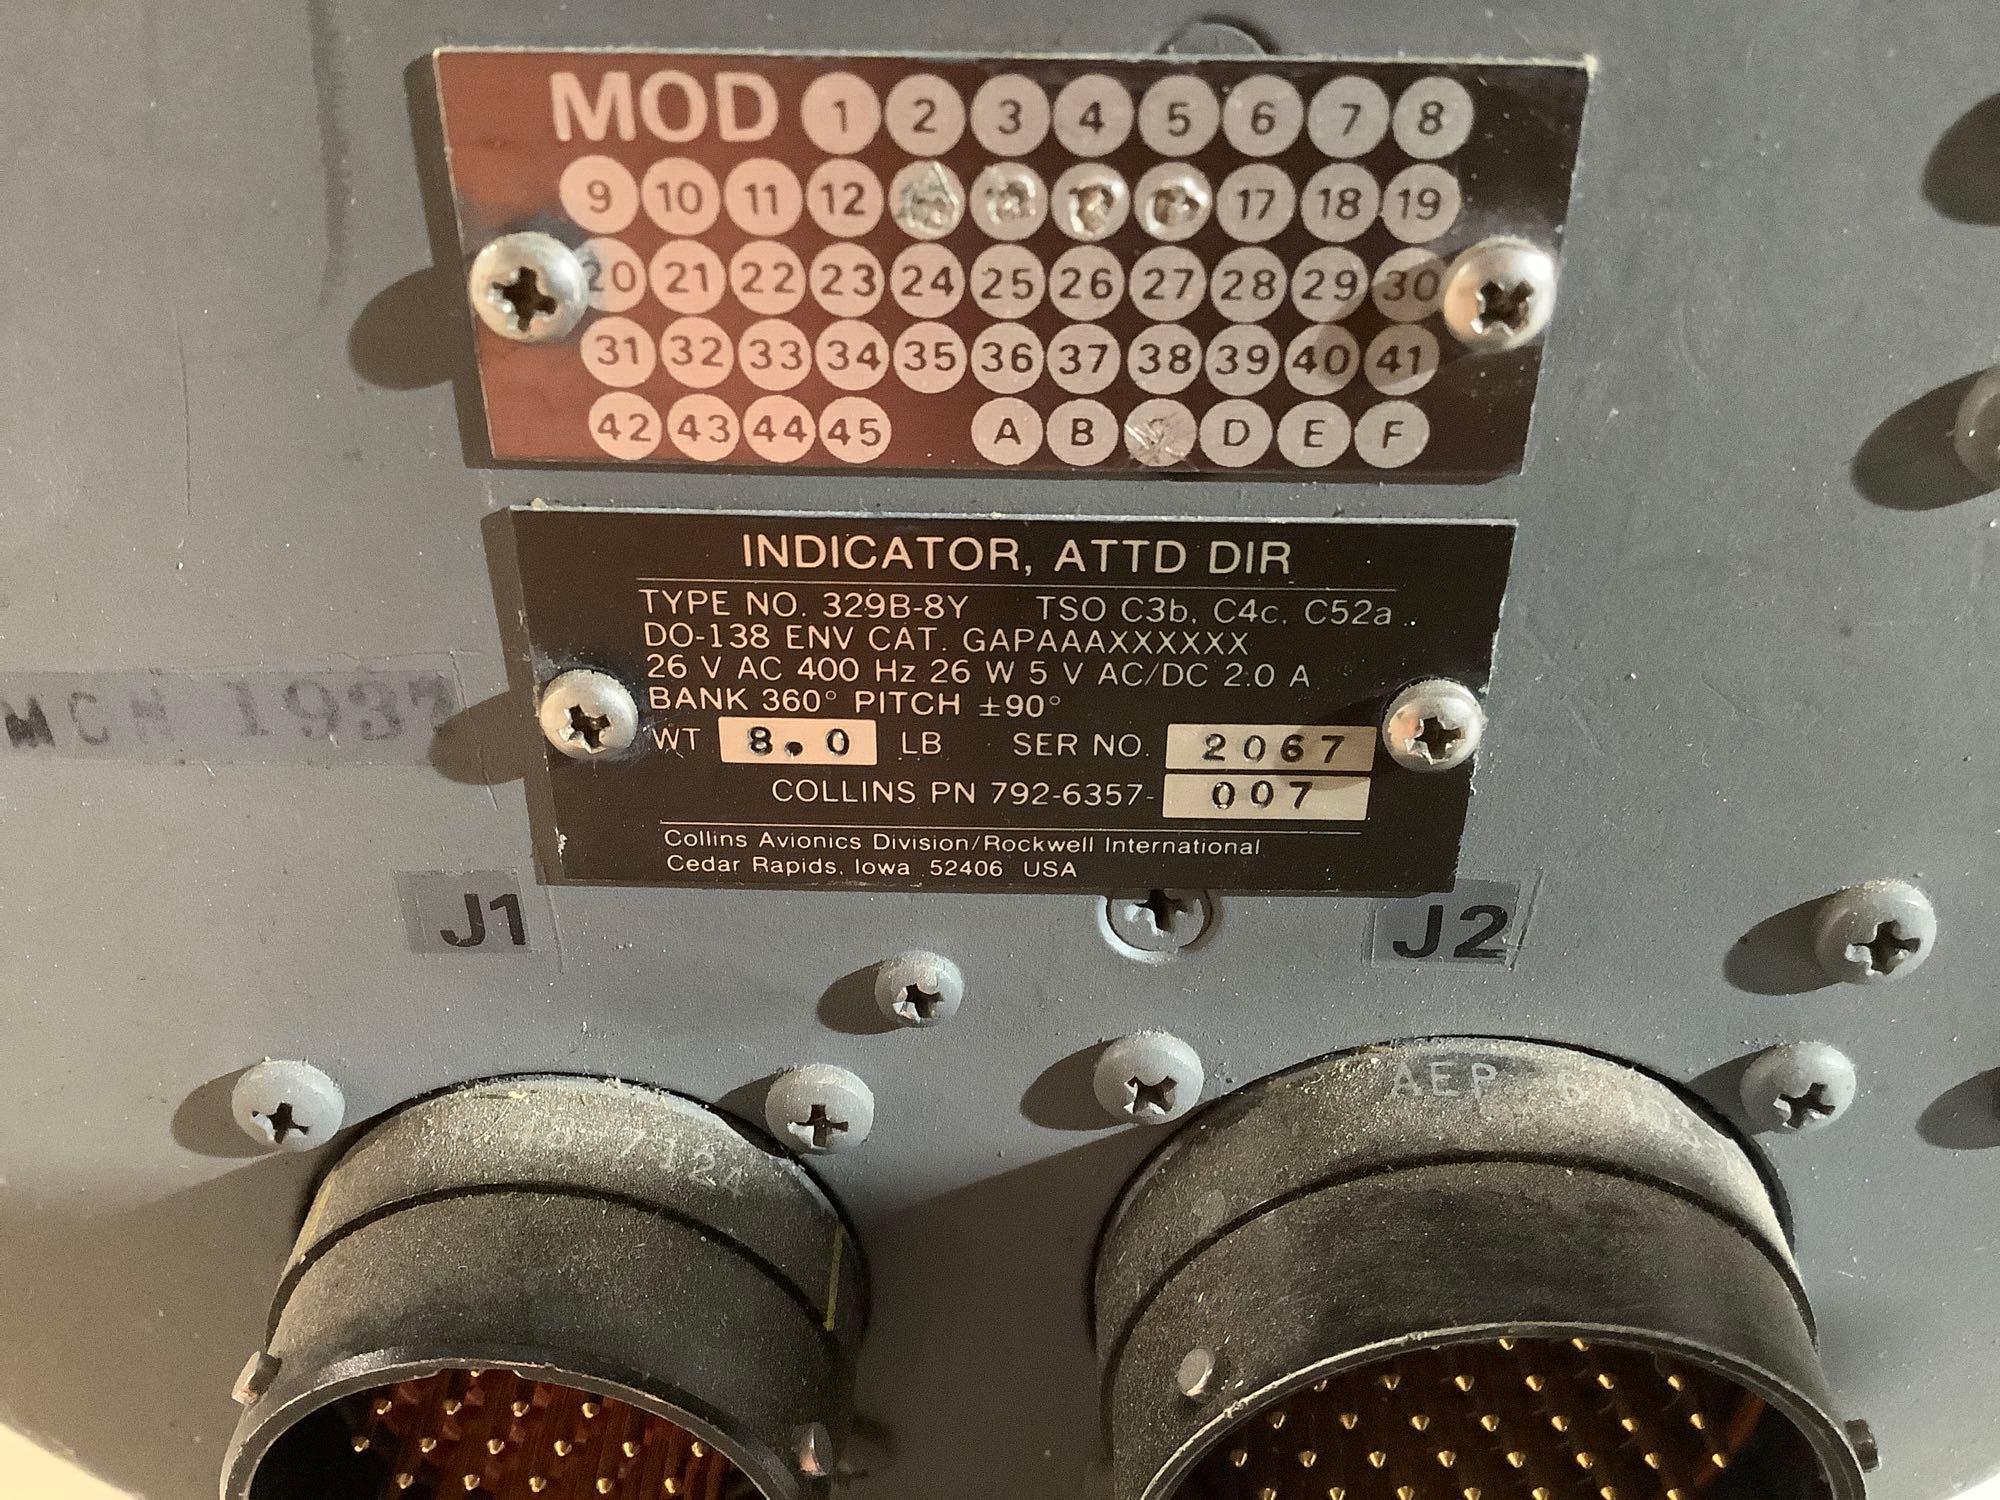 MOD 1 2 3 4 5 6 7 8
9 10 11 12 17 18 19
20 21 22 23 24 25 26 27 28 29 30
31 32 33 34 35 36 37 38 39 40 41
42 43 44 45 A B D E F
INDICATOR, ATTD DIR
TYPE NO. 329B-8Y TSO C3b, C4c, C52a
DO-138 ENV CAT. GAPAAAXXXXXX
26 V AC 400 Hz 26 W 5 V AC/DC 2.0 A
BANK 360° PITCH ±90°
WT 8.0 LB SER NO. 2067
COLLINS PN 792-6357-007
Collins Avionics Division/Rockwell International
Cedar Rapids, Iowa 52406 USA
MCN 1937
J1
J2
7124
AEP